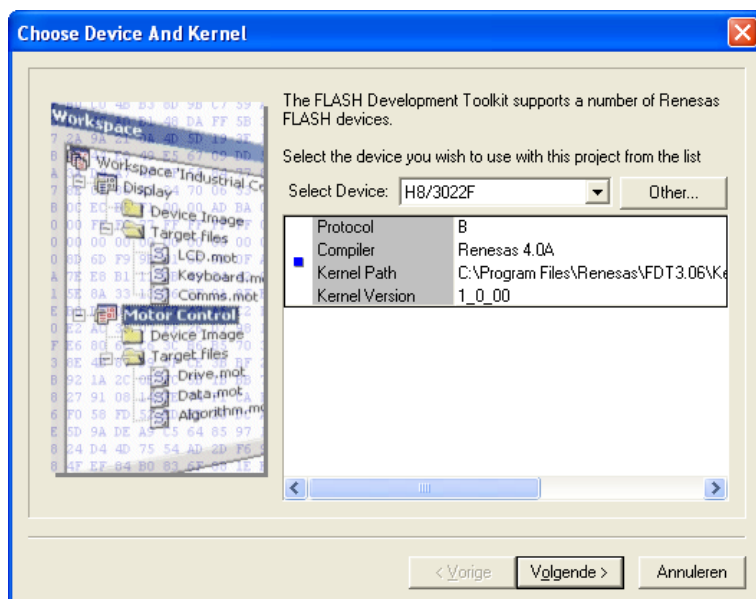 Choose Device And Kernel
Workspace
Workspace 'Industrial
Display
Device Image
Target files
LCD.mot
Keyboard.m
Comms.mot
Motor Control
Device Image
Target files
Drive.mot
Data.mot
Algorithm.mo
The FLASH Development Toolkit supports a number of Renesas
FLASH devices.
Select the device you wish to use with this project from the list
Select Device: H8/3022F Other...
Protocol B
Compiler Renesas 4.0A
Kernel Path C:\Program Files\Renesas\FDT3.06\Ke
Kernel Version 1_0_00
< Vorige Volgende > Annuleren